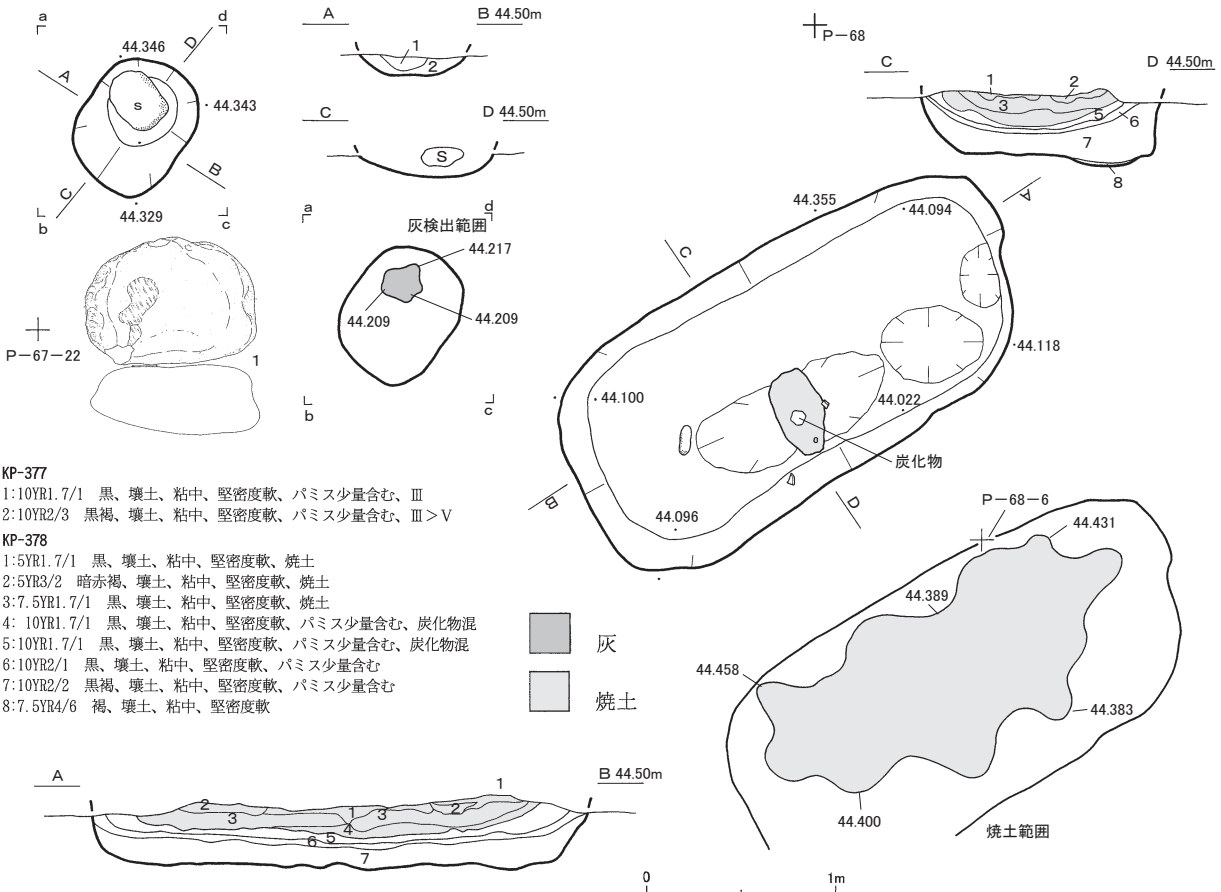 a
d
44.346
D
A
s
44.343
B
C
b
44.329
c
A
B 44.50m
1
2
C
D 44.50m
S
a
d
灰検出範囲
44.217
44.209
44.209
b
c
P-67-22
1
P-68
C
D 44.50m
1
2
3
5
6
7
8
44.355
44.094
A
C
44.118
44.100
44.022
炭化物
B
D
44.096
P-68-6
44.431
44.389
44.458
44.383
44.400
焼土範囲
KP-377
1:10YR1.7/1 黒、壌土、粘中、堅密度軟、パミス少量含む、Ⅲ
2:10YR2/3 黒褐、壌土、粘中、堅密度軟、パミス少量含む、Ⅲ＞Ⅴ
KP-378
1:5YR1.7/1 黒、壌土、粘中、堅密度軟、焼土
2:5YR3/2 暗赤褐、壌土、粘中、堅密度軟、焼土
3:7.5YR1.7/1 黒、壌土、粘中、堅密度軟、焼土
4: 10YR1.7/1 黒、壌土、粘中、堅密度軟、パミス少量含む、炭化物混
5:10YR1.7/1 黒、壌土、粘中、堅密度軟、パミス少量含む、炭化物混
6:10YR2/1 黒、壌土、粘中、堅密度軟、パミス少量含む
7:10YR2/2 黒褐、壌土、粘中、堅密度軟、パミス少量含む
8:7.5YR4/6 褐、壌土、粘中、堅密度軟
灰
焼土
A
B 44.50m
1
2
3
1
3
2
4
5
6
7
0
1m